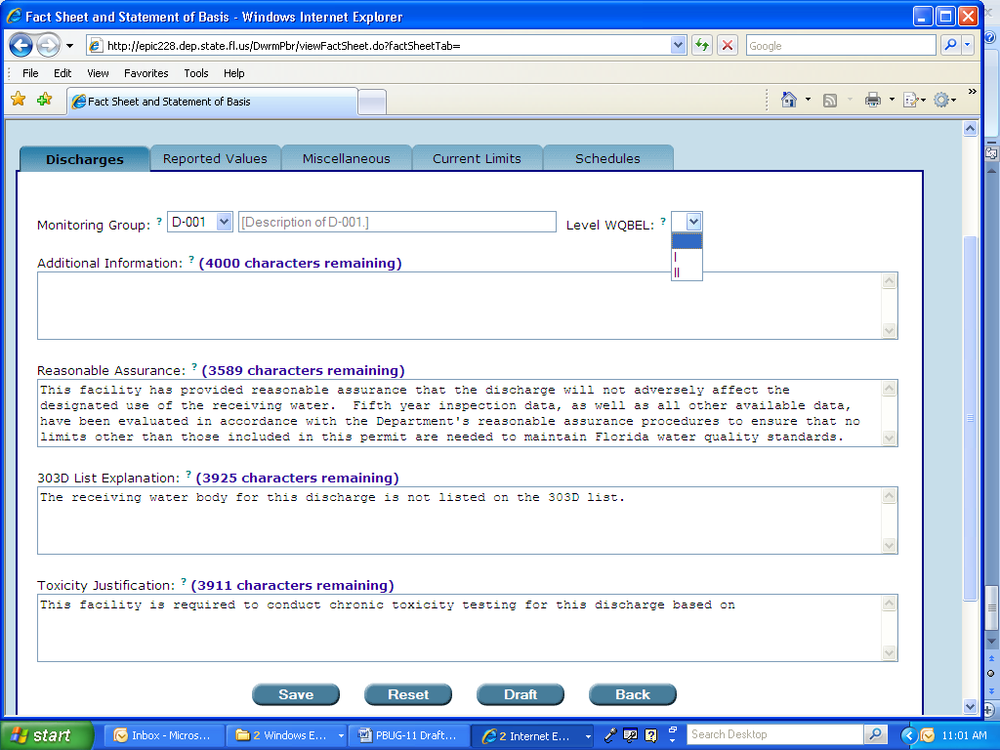 Fact Sheet and Statement of Basis - Windows Internet Explorer
http://epic228.dep.state.fl.us/DwrmPbr/viewFactSheet.do?factSheetTab=
Google
File Edit View Favorites Tools Help
Fact Sheet and Statement of Basis
Discharges Reported Values Miscellaneous Current Limits Schedules
Monitoring Group: ? D-001 [Description of D-001.] Level WQBEL: ?
I
II
Additional Information: ? (4000 characters remaining)
Reasonable Assurance: ? (3589 characters remaining)
This facility has provided reasonable assurance that the discharge will not adversely affect the
designated use of the receiving water.  Fifth year inspection data, as well as all other available data,
have been evaluated in accordance with the Department's reasonable assurance procedures to ensure that no
limits other than those included in this permit are needed to maintain Florida water quality standards.
303D List Explanation: ? (3925 characters remaining)
The receiving water body for this discharge is not listed on the 303D list.
Toxicity Justification: ? (3911 characters remaining)
This facility is required to conduct chronic toxicity testing for this discharge based on
Save Reset Draft Back
start Inbox - Micros... 2 Windows E... PBUG-11 Draft... 2 Internet E... Search Desktop 11:01 AM